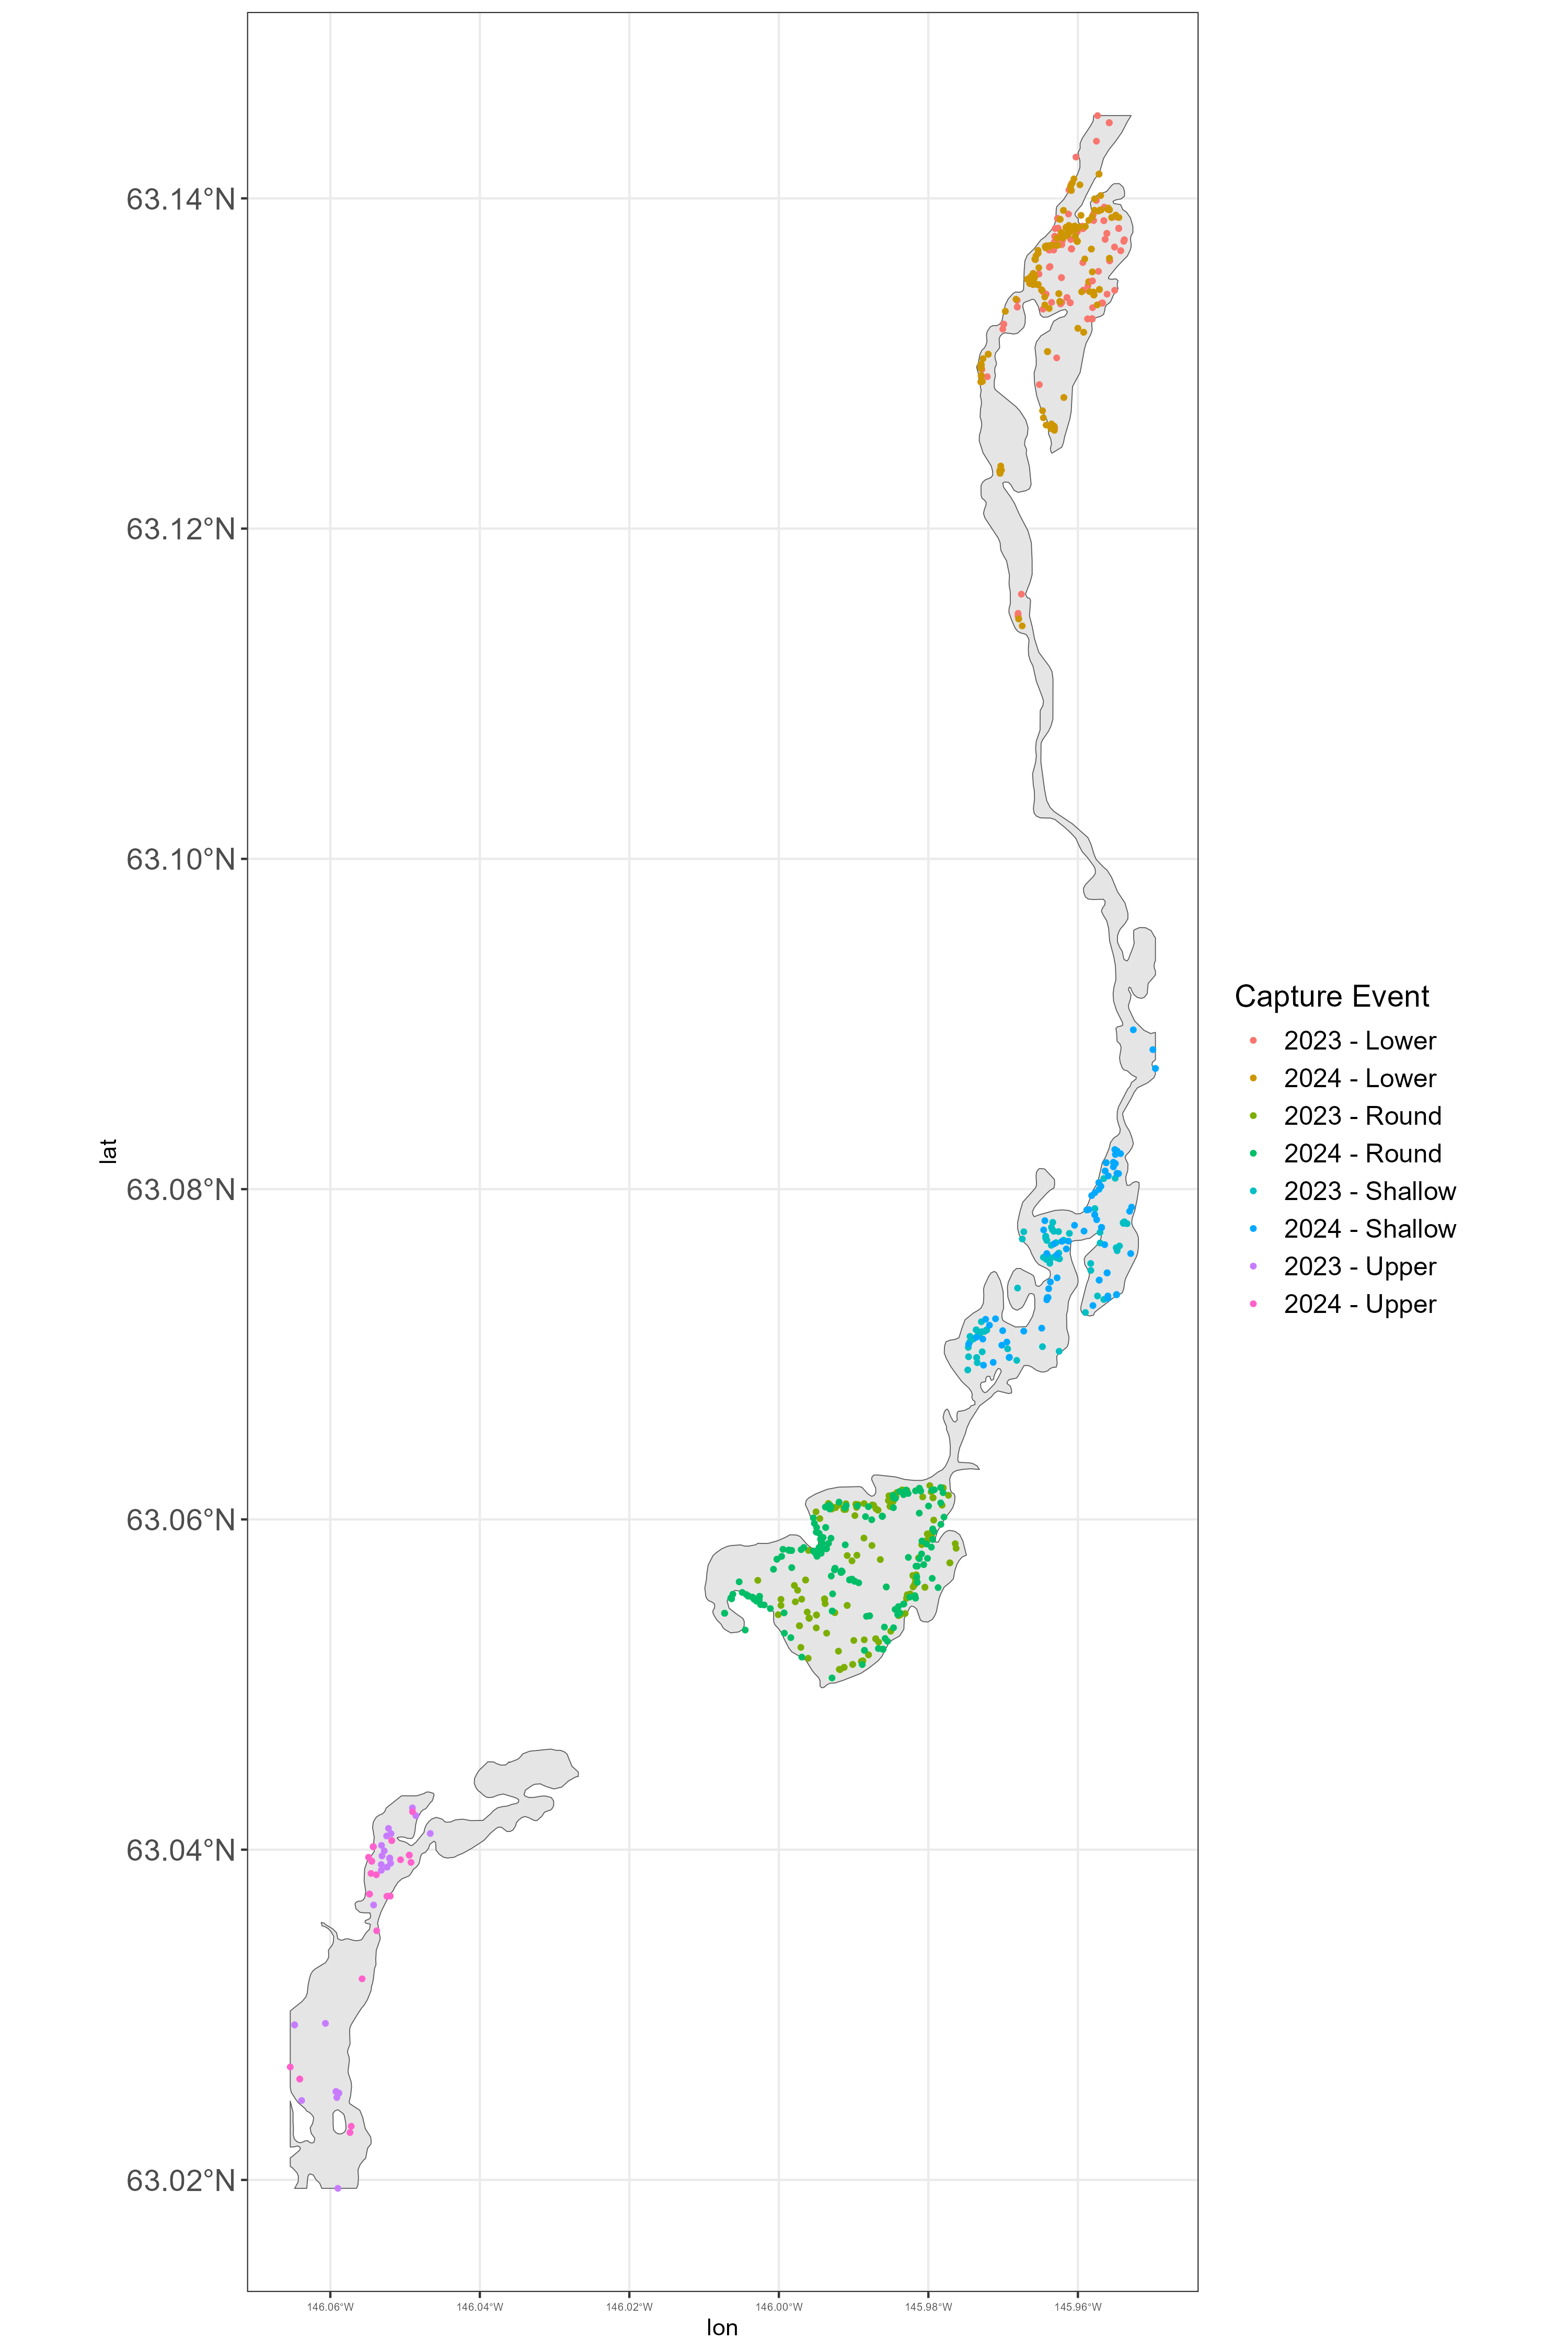 63.14°N
63.12°N
63.10°N
63.08°N
63.06°N
63.04°N
63.02°N
lat
146.06°W
146.04°W
146.02°W
146.00°W
145.98°W
145.96°W
lon
Capture Event
2023 - Lower
2024 - Lower
2023 - Round
2024 - Round
2023 - Shallow
2024 - Shallow
2023 - Upper
2024 - Upper